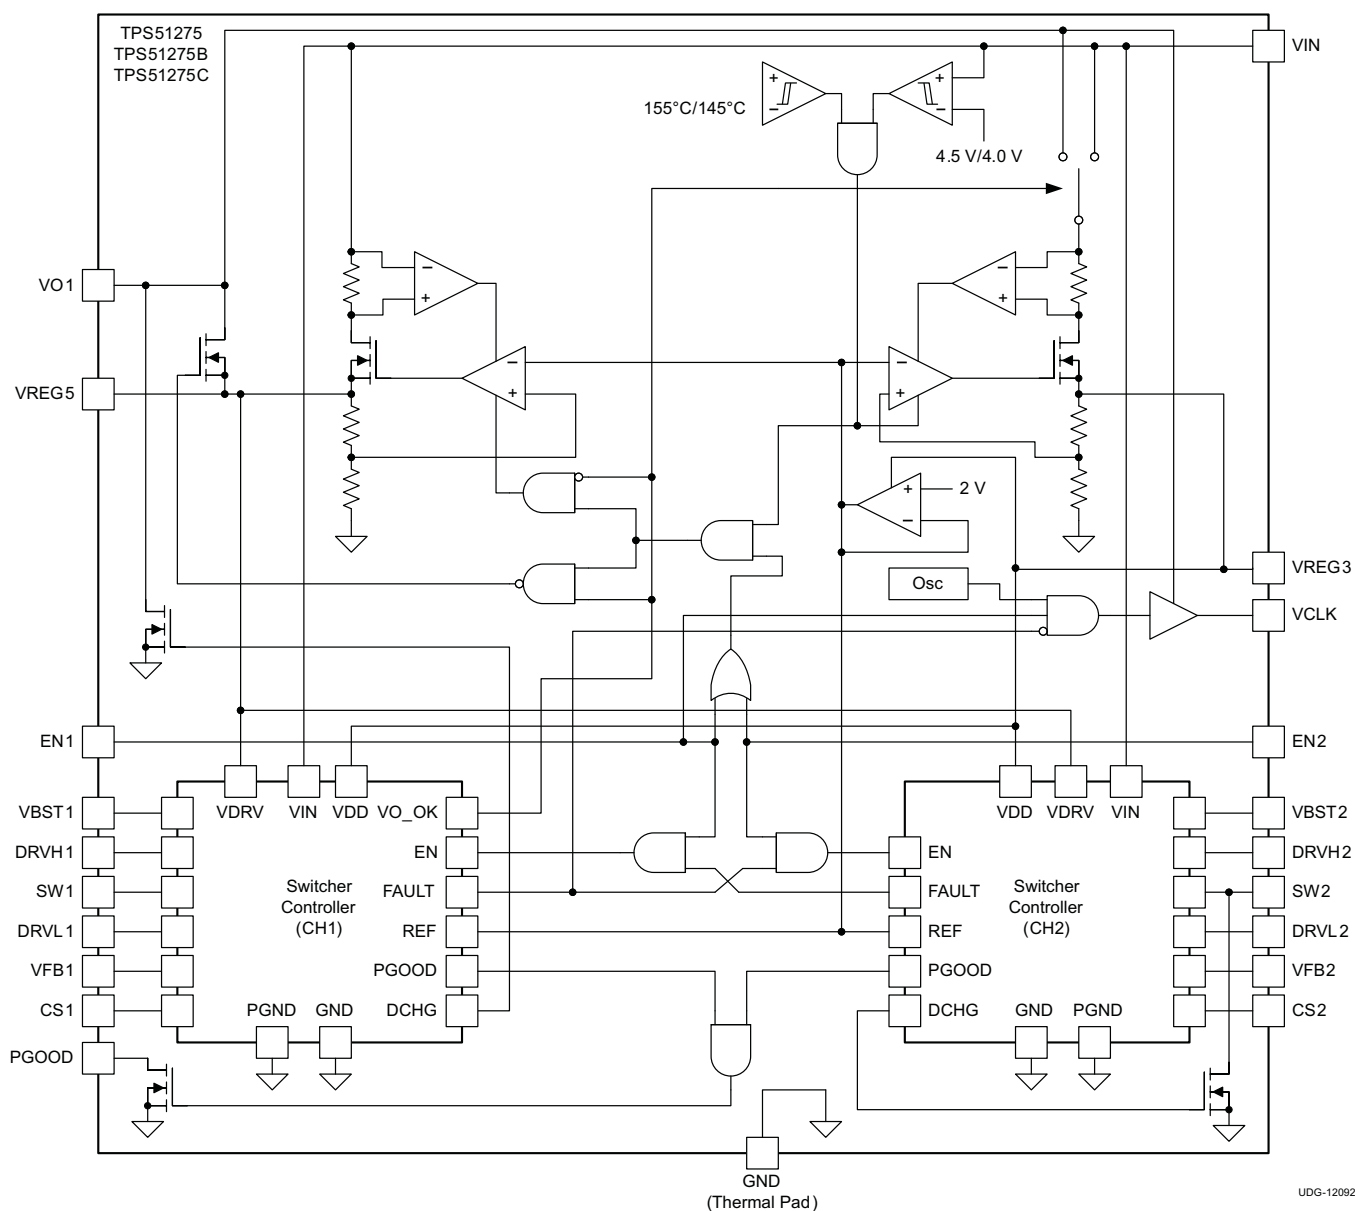 TPS51275
TPS51275B
TPS51275C
VIN
155°C/145°C
+
−
+
−
4.5 V/4.0 V
VO1
−
+
−
+
VREG5
−
+
−
+
+
2 V
−
VREG3
Osc
VCLK
EN1
EN2
VDRV
VIN
VDD
VO_OK
VDD
VDRV
VIN
VBST1
VBST2
DRVH1
EN
EN
DRVH2
SW1
Switcher
Controller
(CH1)
FAULT
FAULT
Switcher
Controller
(CH2)
SW2
DRVL1
REF
REF
DRVL2
VFB1
PGOOD
PGOOD
VFB2
CS1
PGND
GND
DCHG
DCHG
GND
PGND
CS2
PGOOD
GND
(Thermal Pad)
UDG-12092